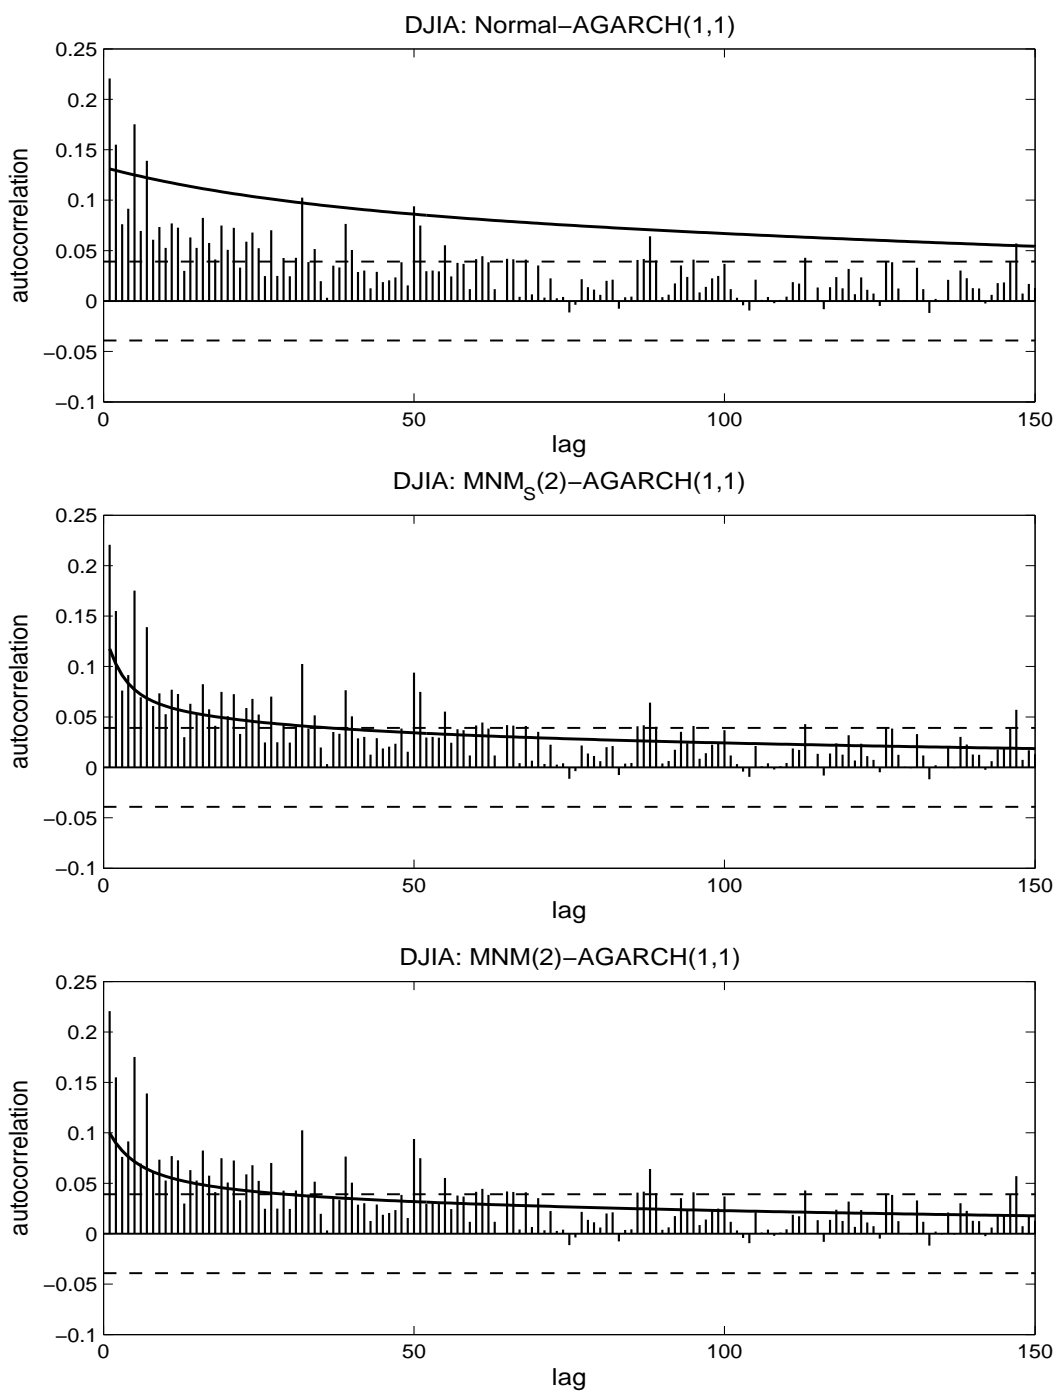 DJIA: Normal−AGARCH(1,1)
0.25
0.2
0.15
0.1
0.05
0
−0.05
−0.1
autocorrelation
0 50 100 150
lag
DJIA: MNM_S(2)−AGARCH(1,1)
0.25
0.2
0.15
0.1
0.05
0
−0.05
−0.1
autocorrelation
0 50 100 150
lag
DJIA: MNM(2)−AGARCH(1,1)
0.25
0.2
0.15
0.1
0.05
0
−0.05
−0.1
autocorrelation
0 50 100 150
lag